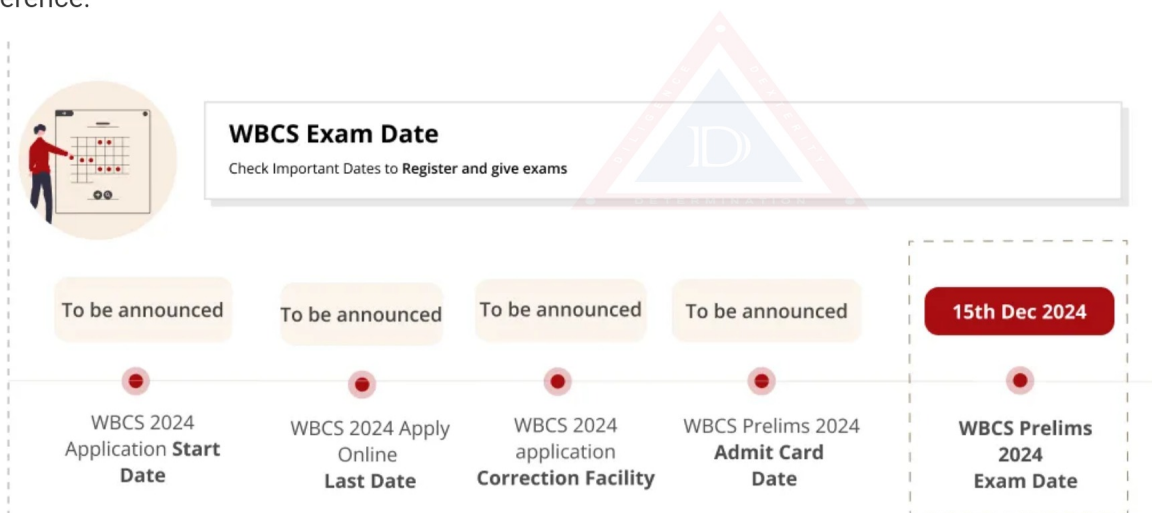 WBCS Exam Date
Check Important Dates to Register and give exams
DETERMINATION
To be announced
To be announced
To be announced
To be announced
15th Dec 2024
WBCS 2024
Application Start
Date
WBCS 2024 Apply
Online
Last Date
WBCS 2024
application
Correction Facility
WBCS Prelims 2024
Admit Card
Date
WBCS Prelims
2024
Exam Date